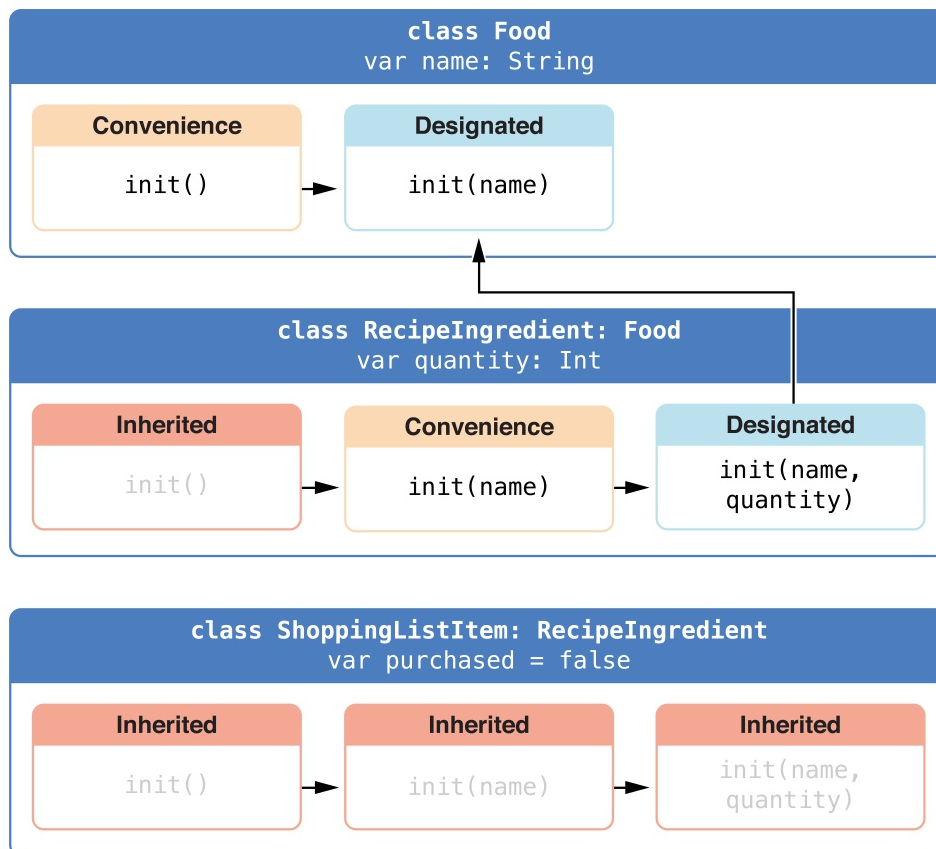 class Food
var name: String
Convenience
Designated
init()
init(name)
class RecipeIngredient: Food
var quantity: Int
Inherited
Convenience
Designated
init()
init(name)
init(name,
quantity)
class ShoppingListItem: RecipeIngredient
var purchased = false
Inherited
Inherited
Inherited
init()
init(name)
init(name,
quantity)